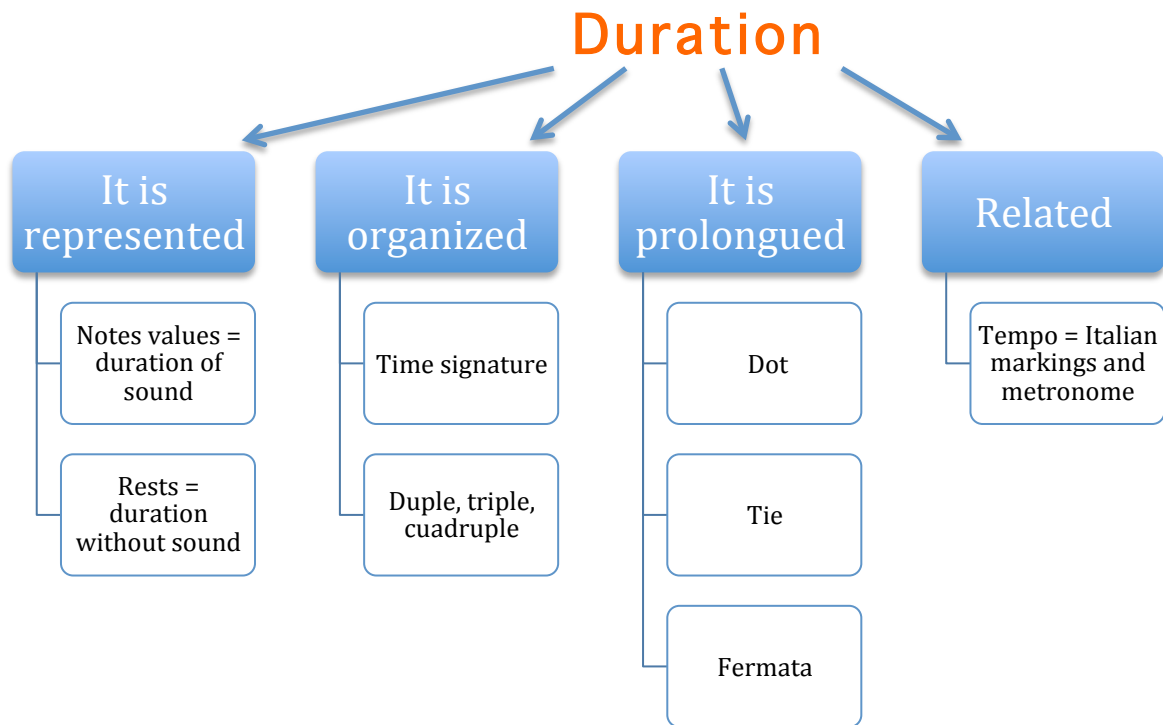 Duration
It is
represented
Notes values =
duration of
sound
Rests =
duration
without sound
It is
organized
Time signature
Duple, triple,
cuadruple
It is
prolongued
Dot
Tie
Fermata
Related
Tempo = Italian
markings and
metronome